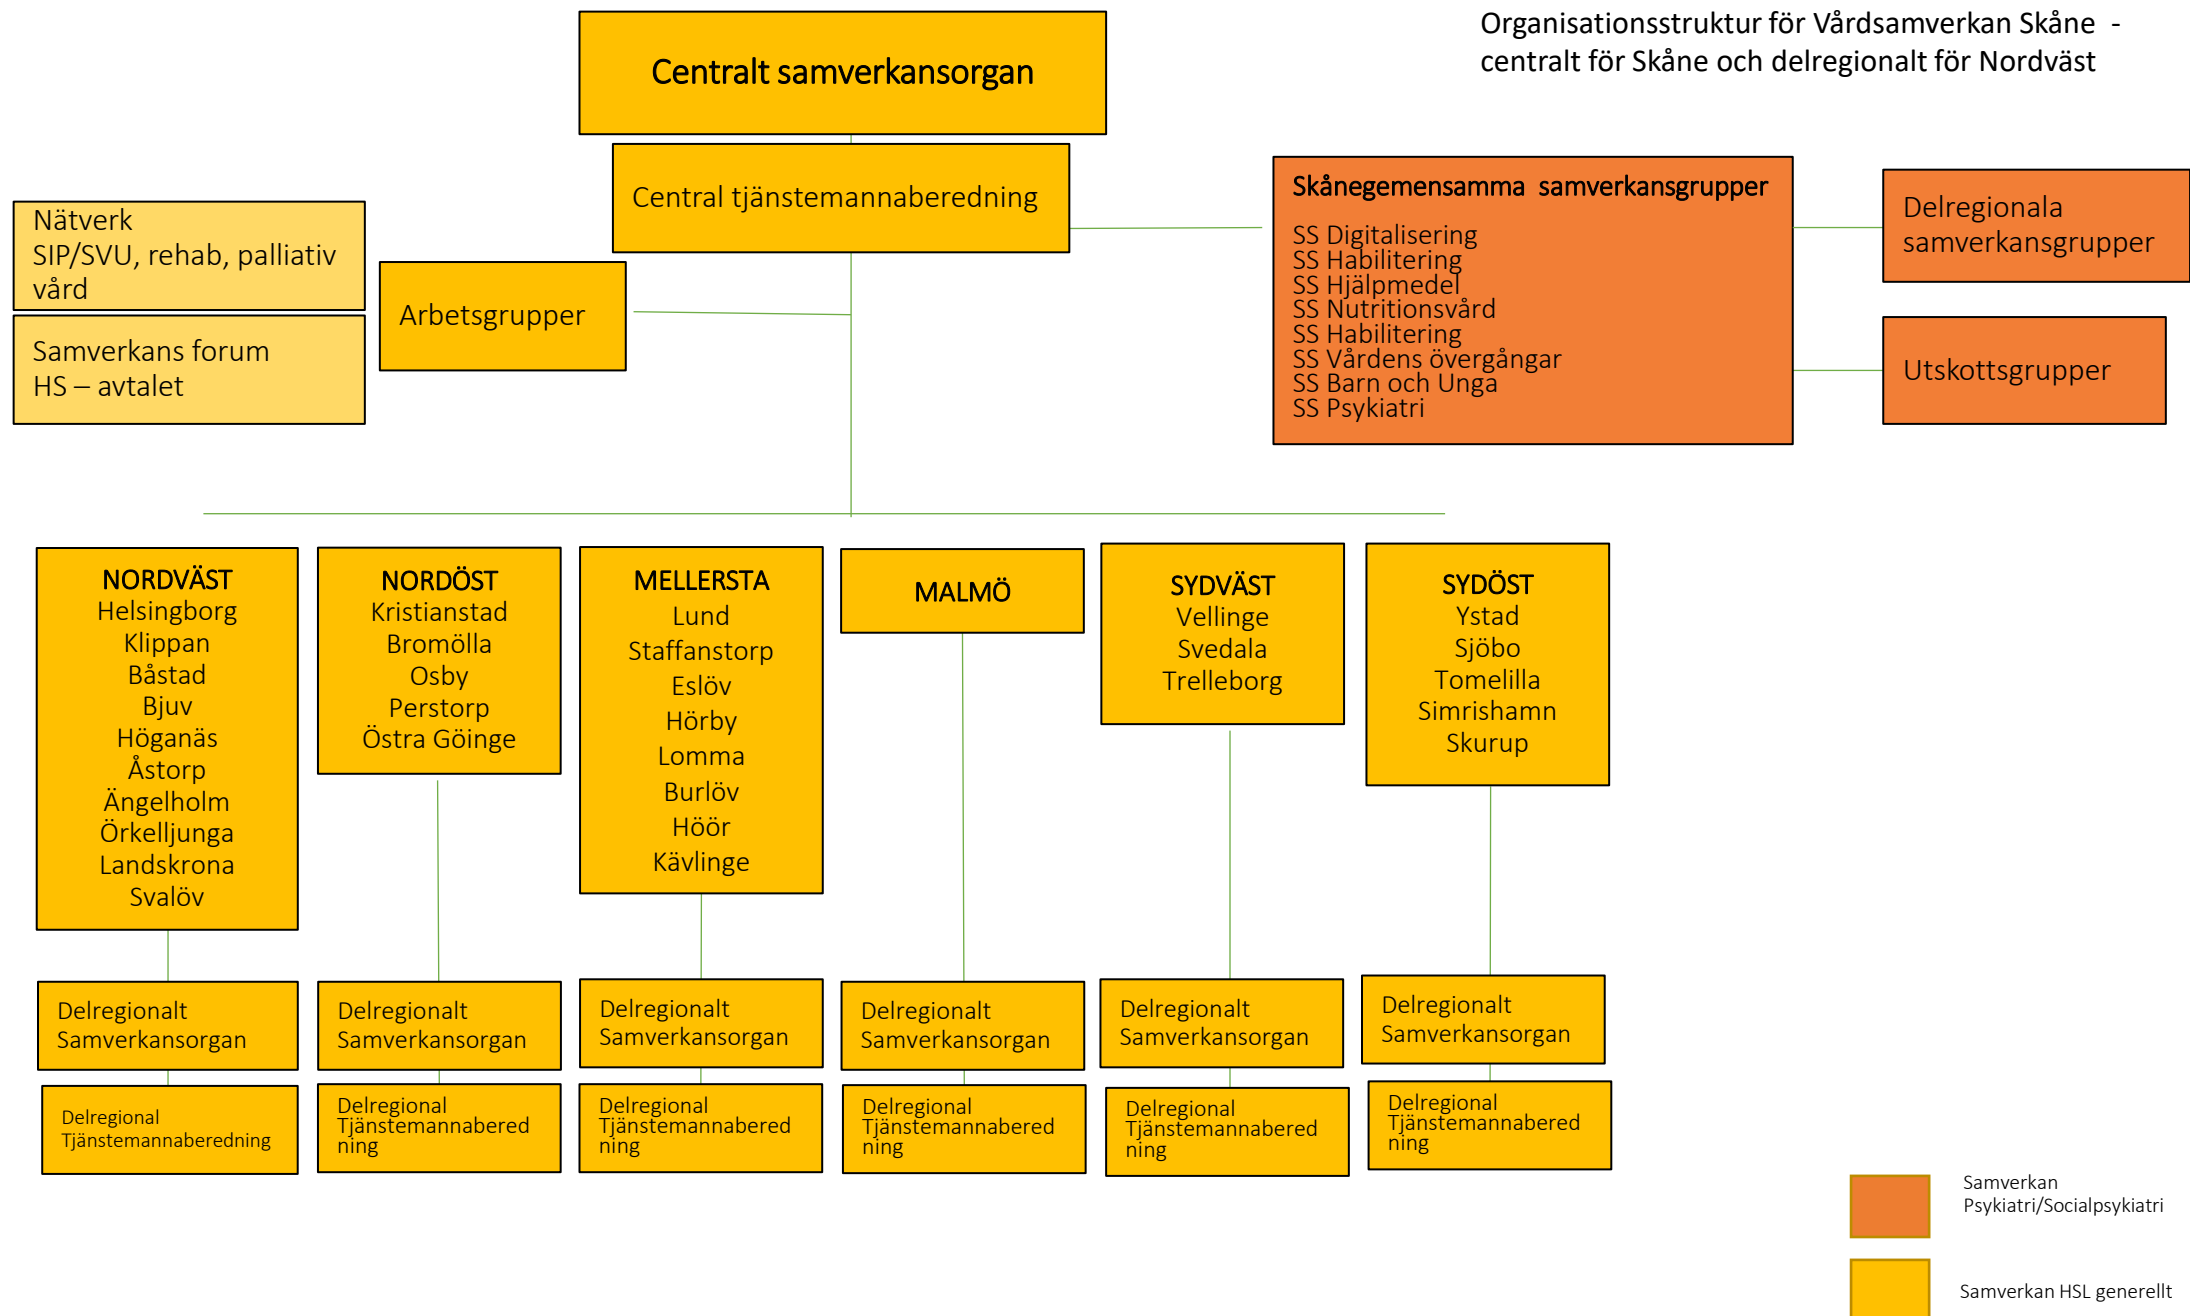 Organisationsstruktur för Vårdsamverkan Skåne -
centralt för Skåne och delregionalt för Nordväst
Centralt samverkansorgan
Central tjänstemannaberedning
Nätverk
SIP/SVU, rehab, palliativ
vård
Samverkans forum
HS – avtalet
Arbetsgrupper
Skånegemensamma samverkansgrupper
SS Digitalisering
SS Habilitering
SS Hjälpmedel
SS Nutritionsvård
SS Habilitering
SS Vårdens övergångar
SS Barn och Unga
SS Psykiatri
Delregionala
samverkansgrupper
Utskottsgrupper
NORDVÄST
Helsingborg
Klippan
Båstad
Bjuv
Höganäs
Åstorp
Ängelholm
Örkelljunga
Landskrona
Svalöv
NORDÖST
Kristianstad
Bromölla
Osby
Perstorp
Östra Göinge
MELLERSTA
Lund
Staffanstorp
Eslöv
Hörby
Lomma
Burlöv
Höör
Kävlinge
MALMÖ
SYDVÄST
Vellinge
Svedala
Trelleborg
SYDÖST
Ystad
Sjöbo
Tomelilla
Simrishamn
Skurup
Delregionalt
Samverkansorgan
Delregionalt
Samverkansorgan
Delregionalt
Samverkansorgan
Delregionalt
Samverkansorgan
Delregionalt
Samverkansorgan
Delregionalt
Samverkansorgan
Delregional
Tjänstemannaberedning
Delregional
Tjänstemannabered
ning
Delregional
Tjänstemannabered
ning
Delregional
Tjänstemannabered
ning
Delregional
Tjänstemannabered
ning
Delregional
Tjänstemannabered
ning
Samverkan
Psykiatri/Socialpsykiatri
Samverkan HSL generellt